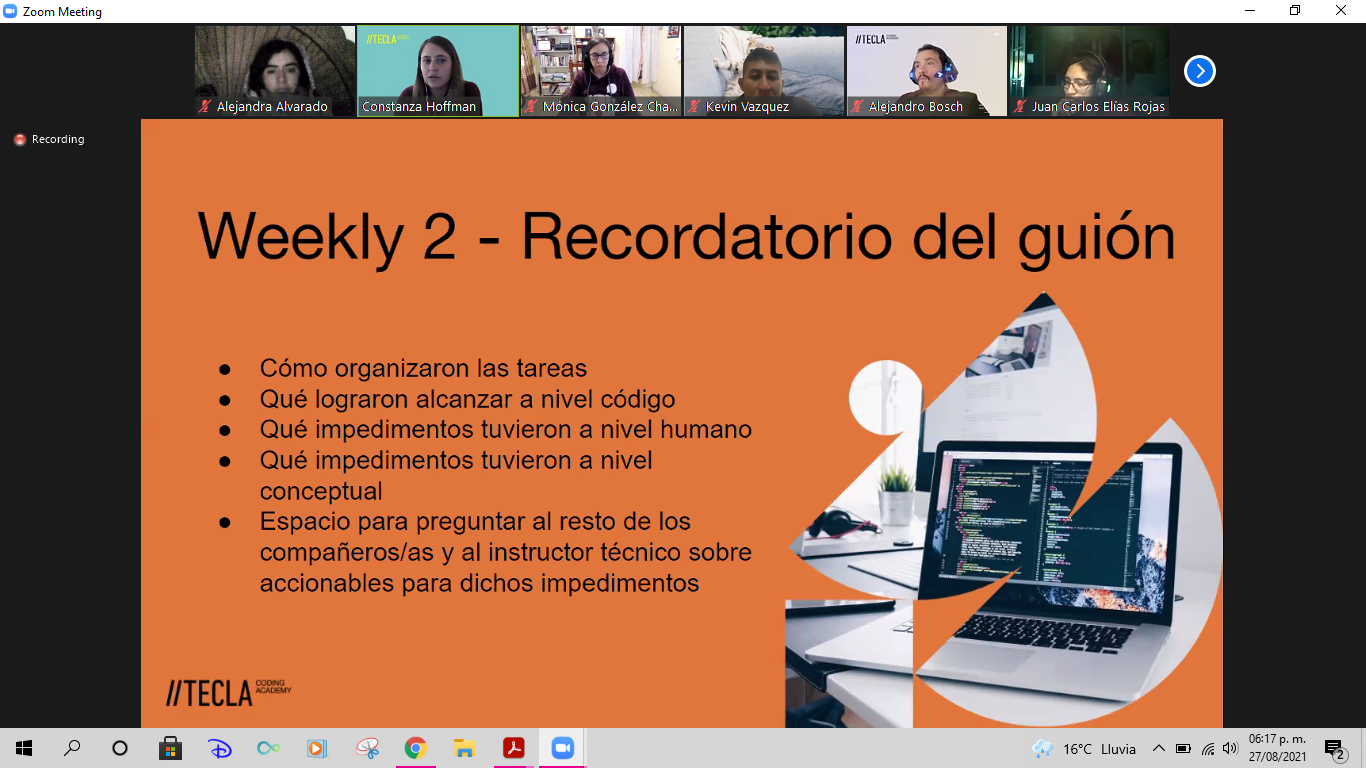 Zoom Meeting
//TECLA
//TECLA
Alejandra Alvarado
Constanza Hoffman
Mónica González Cha...
Kevin Vazquez
Alejandro Bosch
Juan Carlos Elías Rojas
Recording
Weekly 2 - Recordatorio del guión
● Cómo organizaron las tareas
● Qué lograron alcanzar a nivel código
● Qué impedimentos tuvieron a nivel humano
● Qué impedimentos tuvieron a nivel
conceptual
● Espacio para preguntar al resto de los
compañeros/as y al instructor técnico sobre
accionables para dichos impedimentos
//TECLA CODING
ACADEMY
16°C Lluvia
06:17 p. m.
27/08/2021
2